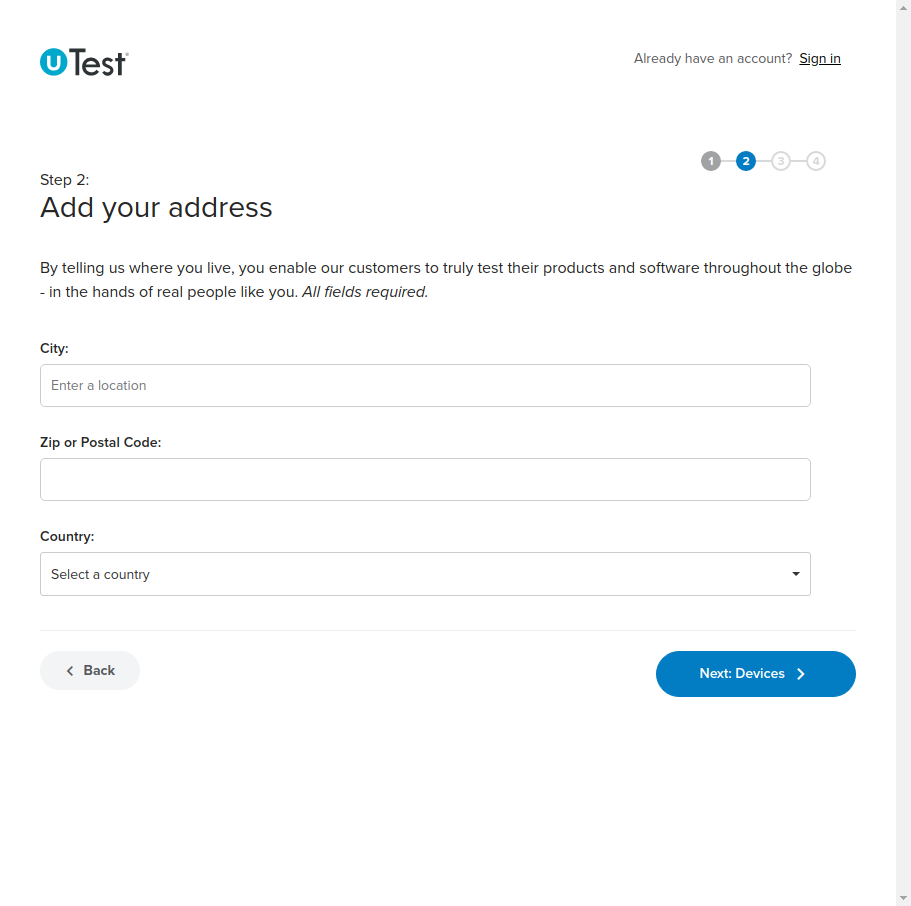 uTest®
Already have an account? Sign in
1 2 3 4
Step 2:
Add your address
By telling us where you live, you enable our customers to truly test their products and software throughout the globe
- in the hands of real people like you. All fields required.
City:
Enter a location
Zip or Postal Code:
Country:
Select a country
Back
Next: Devices